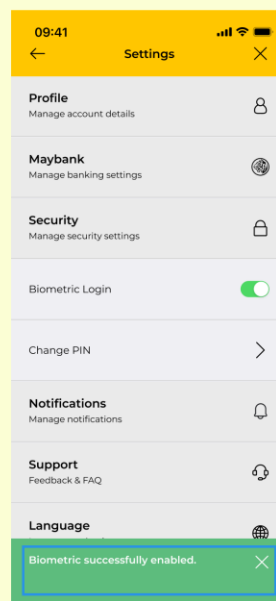 09:41
Settings
Profile
Manage account details
Maybank
Manage banking settings
Security
Manage security settings
Biometric Login
Change PIN
Notifications
Manage notifications
Support
Feedback & FAQ
Language
Biometric successfully enabled.